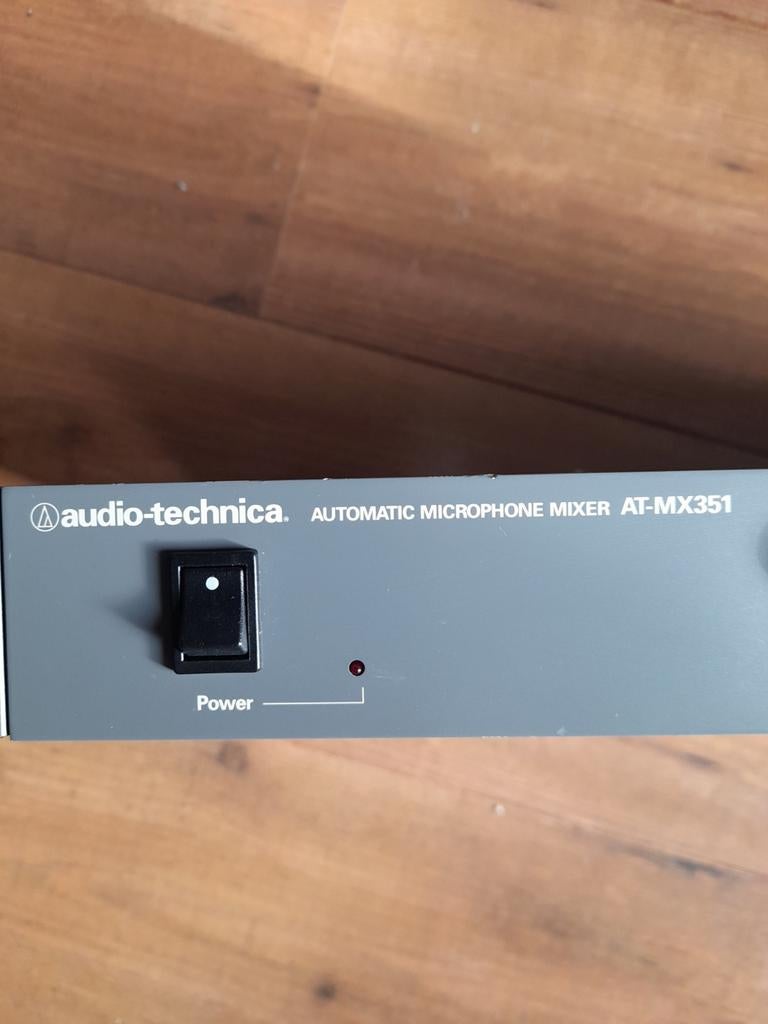 audio-technica® AUTOMATIC MICROPHONE MIXER AT-MX351
Power